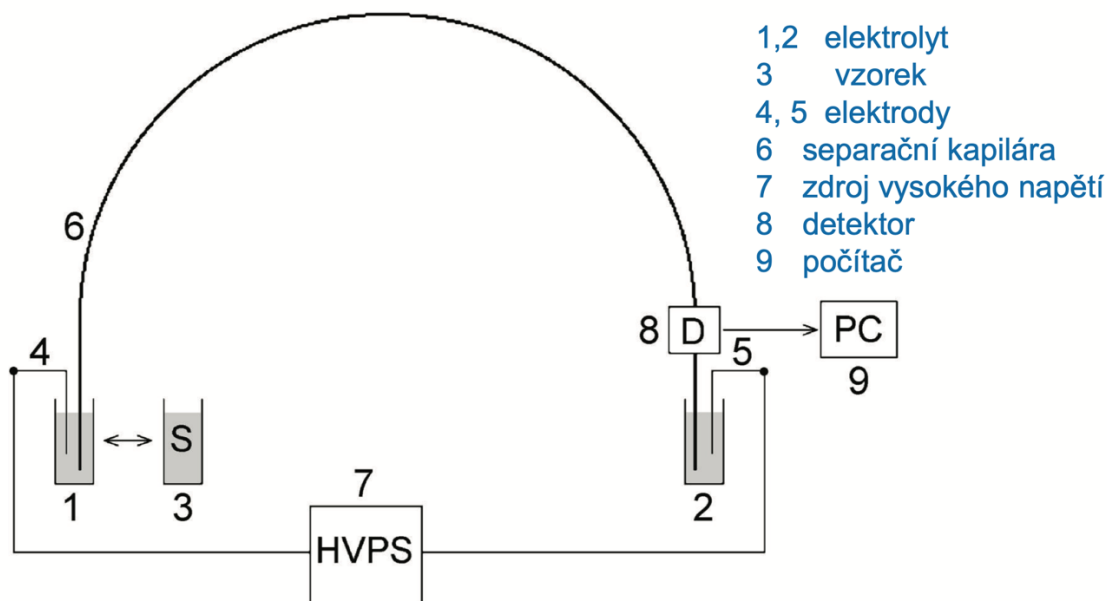 1,2 elektrolyt
3 vzorek
4, 5 elektrody
6 separační kapilára
7 zdroj vysokého napětí
8 detektor
9 počítač
6
8 D
PC
4
5
9
S
1
3
2
7
HVPS